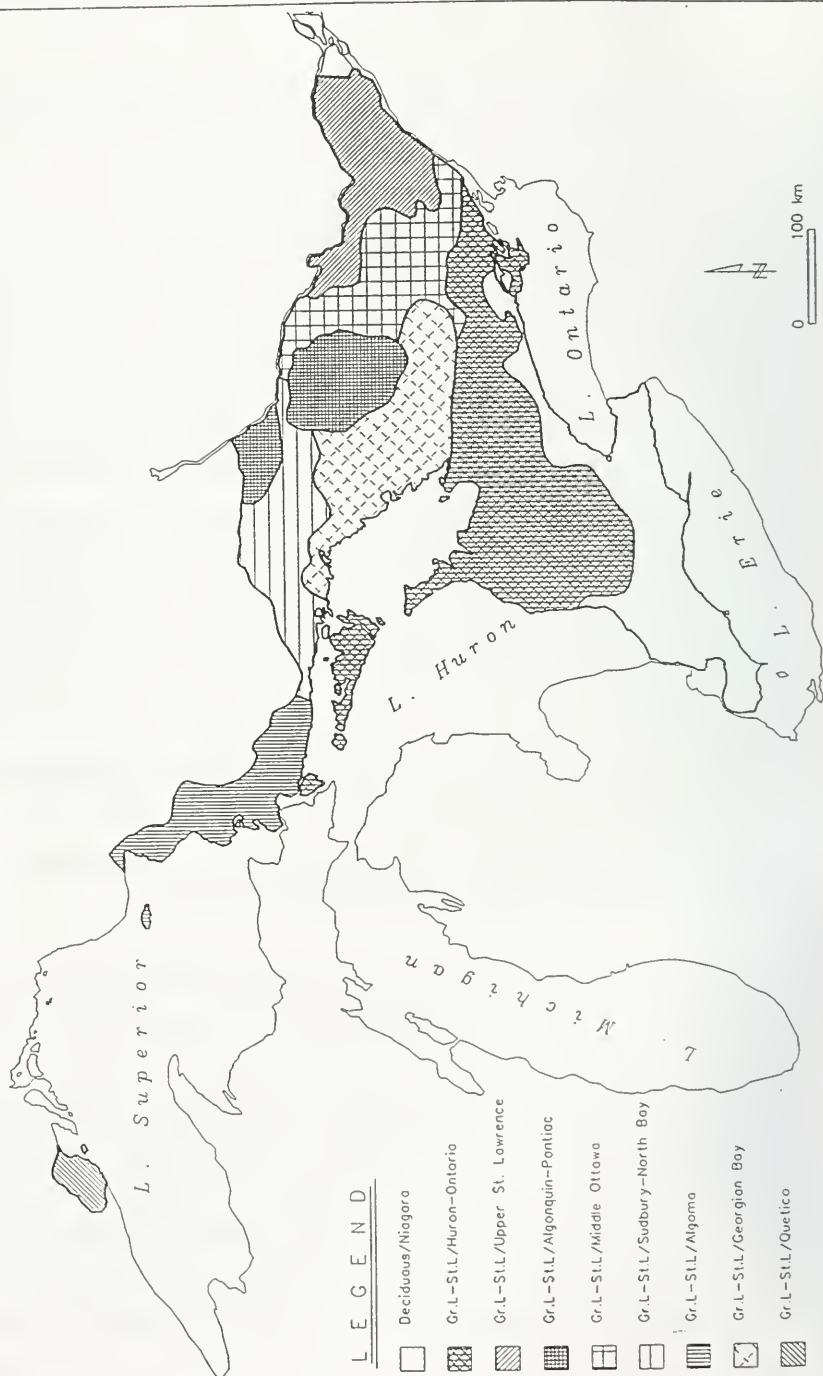 L. Superior
L. Michigan
L. Huron
L. Ontario
L. Erie
0 100 km
N
LEGEND
Deciduous/Niagara
Gr.L-St.L/Huron-Ontario
Gr.L-St.L/Upper St. Lawrence
Gr.L-St.L/Algonquin-Pontiac
Gr.L-St.L/Middle Ottawa
Gr.L-St.L/Sudbury-North Bay
Gr.L-St.L/Algoma
Gr.L-St.L/Georgian Bay
Gr.L-St.L/Quetico